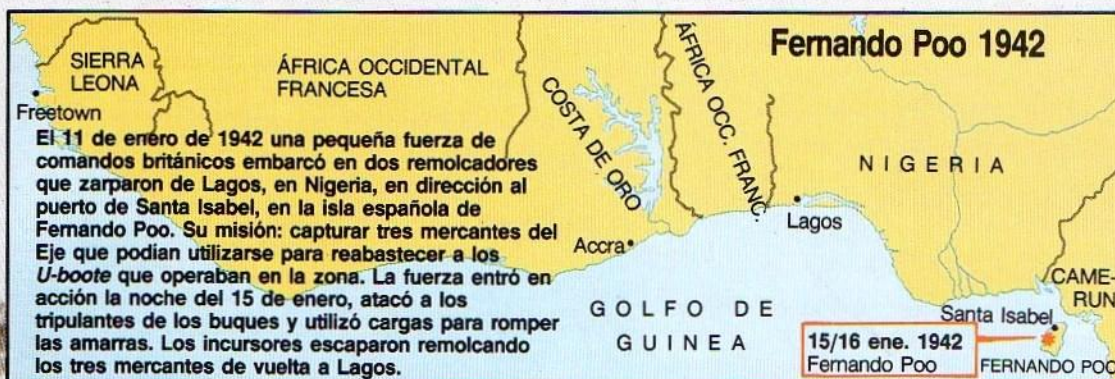 Fernando Poo 1942
SIERRA
LEONA
Freetown
ÁFRICA OCCIDENTAL
FRANCESA
COSTA DE ORO
ÁFRICA OCC. FRANC.
NIGERIA
Lagos
Accra
El 11 de enero de 1942 una pequeña fuerza de
comandos británicos embarcó en dos remolcadores
que zarparon de Lagos, en Nigeria, en dirección al
puerto de Santa Isabel, en la isla española de
Fernando Poo. Su misión: capturar tres mercantes del
Eje que podían utilizarse para reabastecer a los
U-boote que operaban en la zona. La fuerza entró en
acción la noche del 15 de enero, atacó a los
tripulantes de los buques y utilizó cargas para romper
las amarras. Los incursores escaparon remolcando
los tres mercantes de vuelta a Lagos.
GOLFO DE
GUINEA
CAME-
RUN
Santa Isabel
15/16 ene. 1942
Fernando Poo
FERNANDO POO